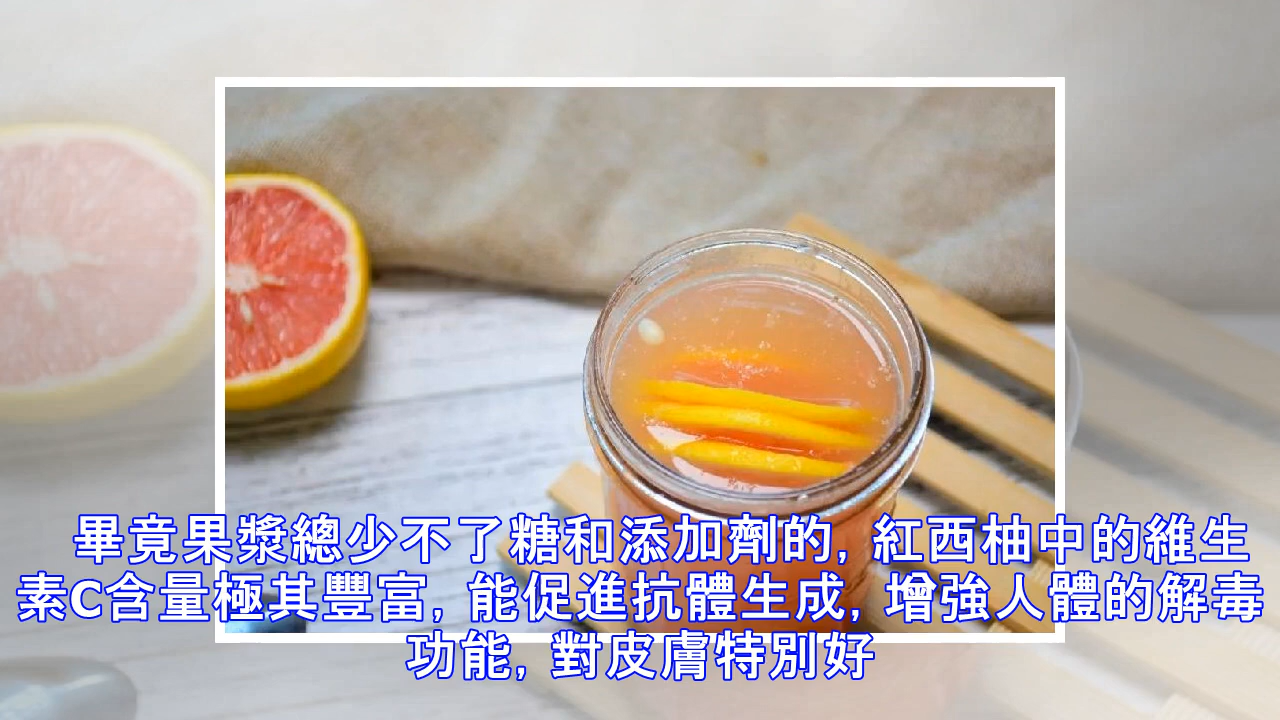 畢竟果漿總少不了糖和添加劑的, 紅西柚中的維生
素C含量極其豐富, 能促進抗體生成, 增強人體的解毒
功能, 對皮膚特別好